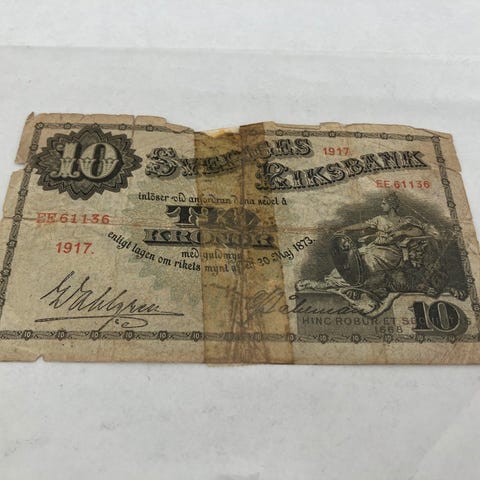 10
SVERIGES
RIKSBANK
1917.
EE 61136
inlöser vid anfordran denna sedel å
TIO
KRONOR
med guldmynt
enligt lagen om rikets mynt af den 30 Maj 1873.
EE 61136
1917.
HINC ROBUR ET SE
1668
10